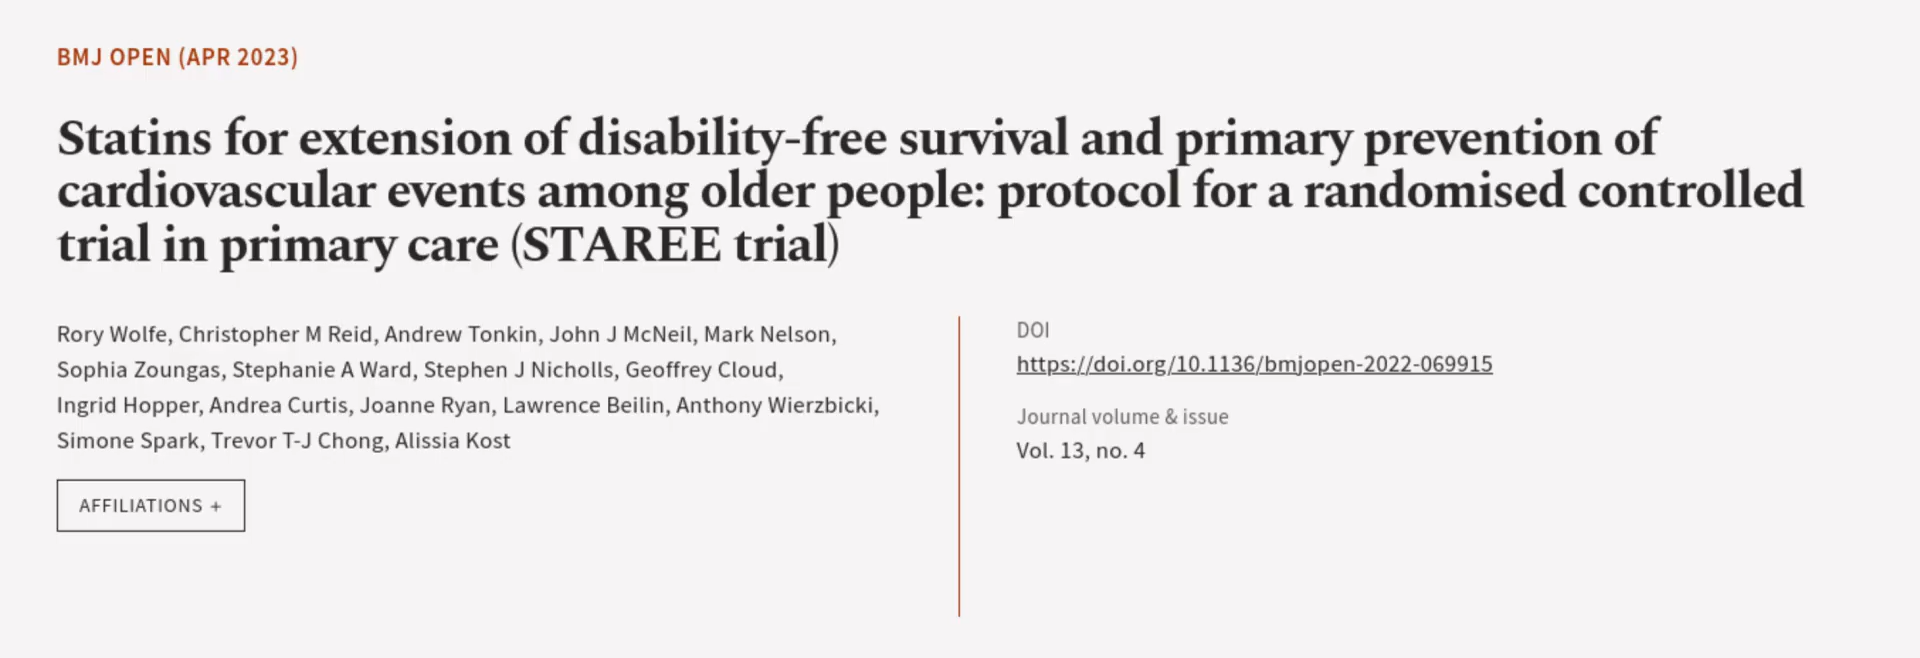 BMJ OPEN (APR 2023)
Statins for extension of disability-free survival and primary prevention of
cardiovascular events among older people: protocol for a randomised controlled
trial in primary care (STAREE trial)
Rory Wolfe, Christopher M Reid, Andrew Tonkin, John J McNeil, Mark Nelson,
Sophia Zoungas, Stephanie A Ward, Stephen J Nicholls, Geoffrey Cloud,
Ingrid Hopper, Andrea Curtis, Joanne Ryan, Lawrence Beilin, Anthony Wierzbicki,
Simone Spark, Trevor T-J Chong, Alissia Kost
AFFILIATIONS +
DOI
https://doi.org/10.1136/bmjopen-2022-069915
Journal volume & issue
Vol. 13, no. 4